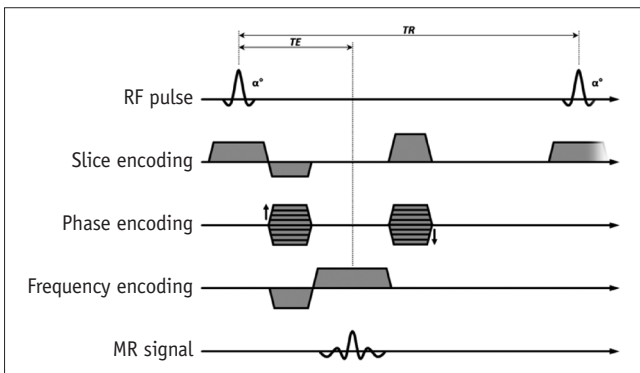 TR
TE
α° α°
RF pulse
Slice encoding
Phase encoding
Frequency encoding
MR signal